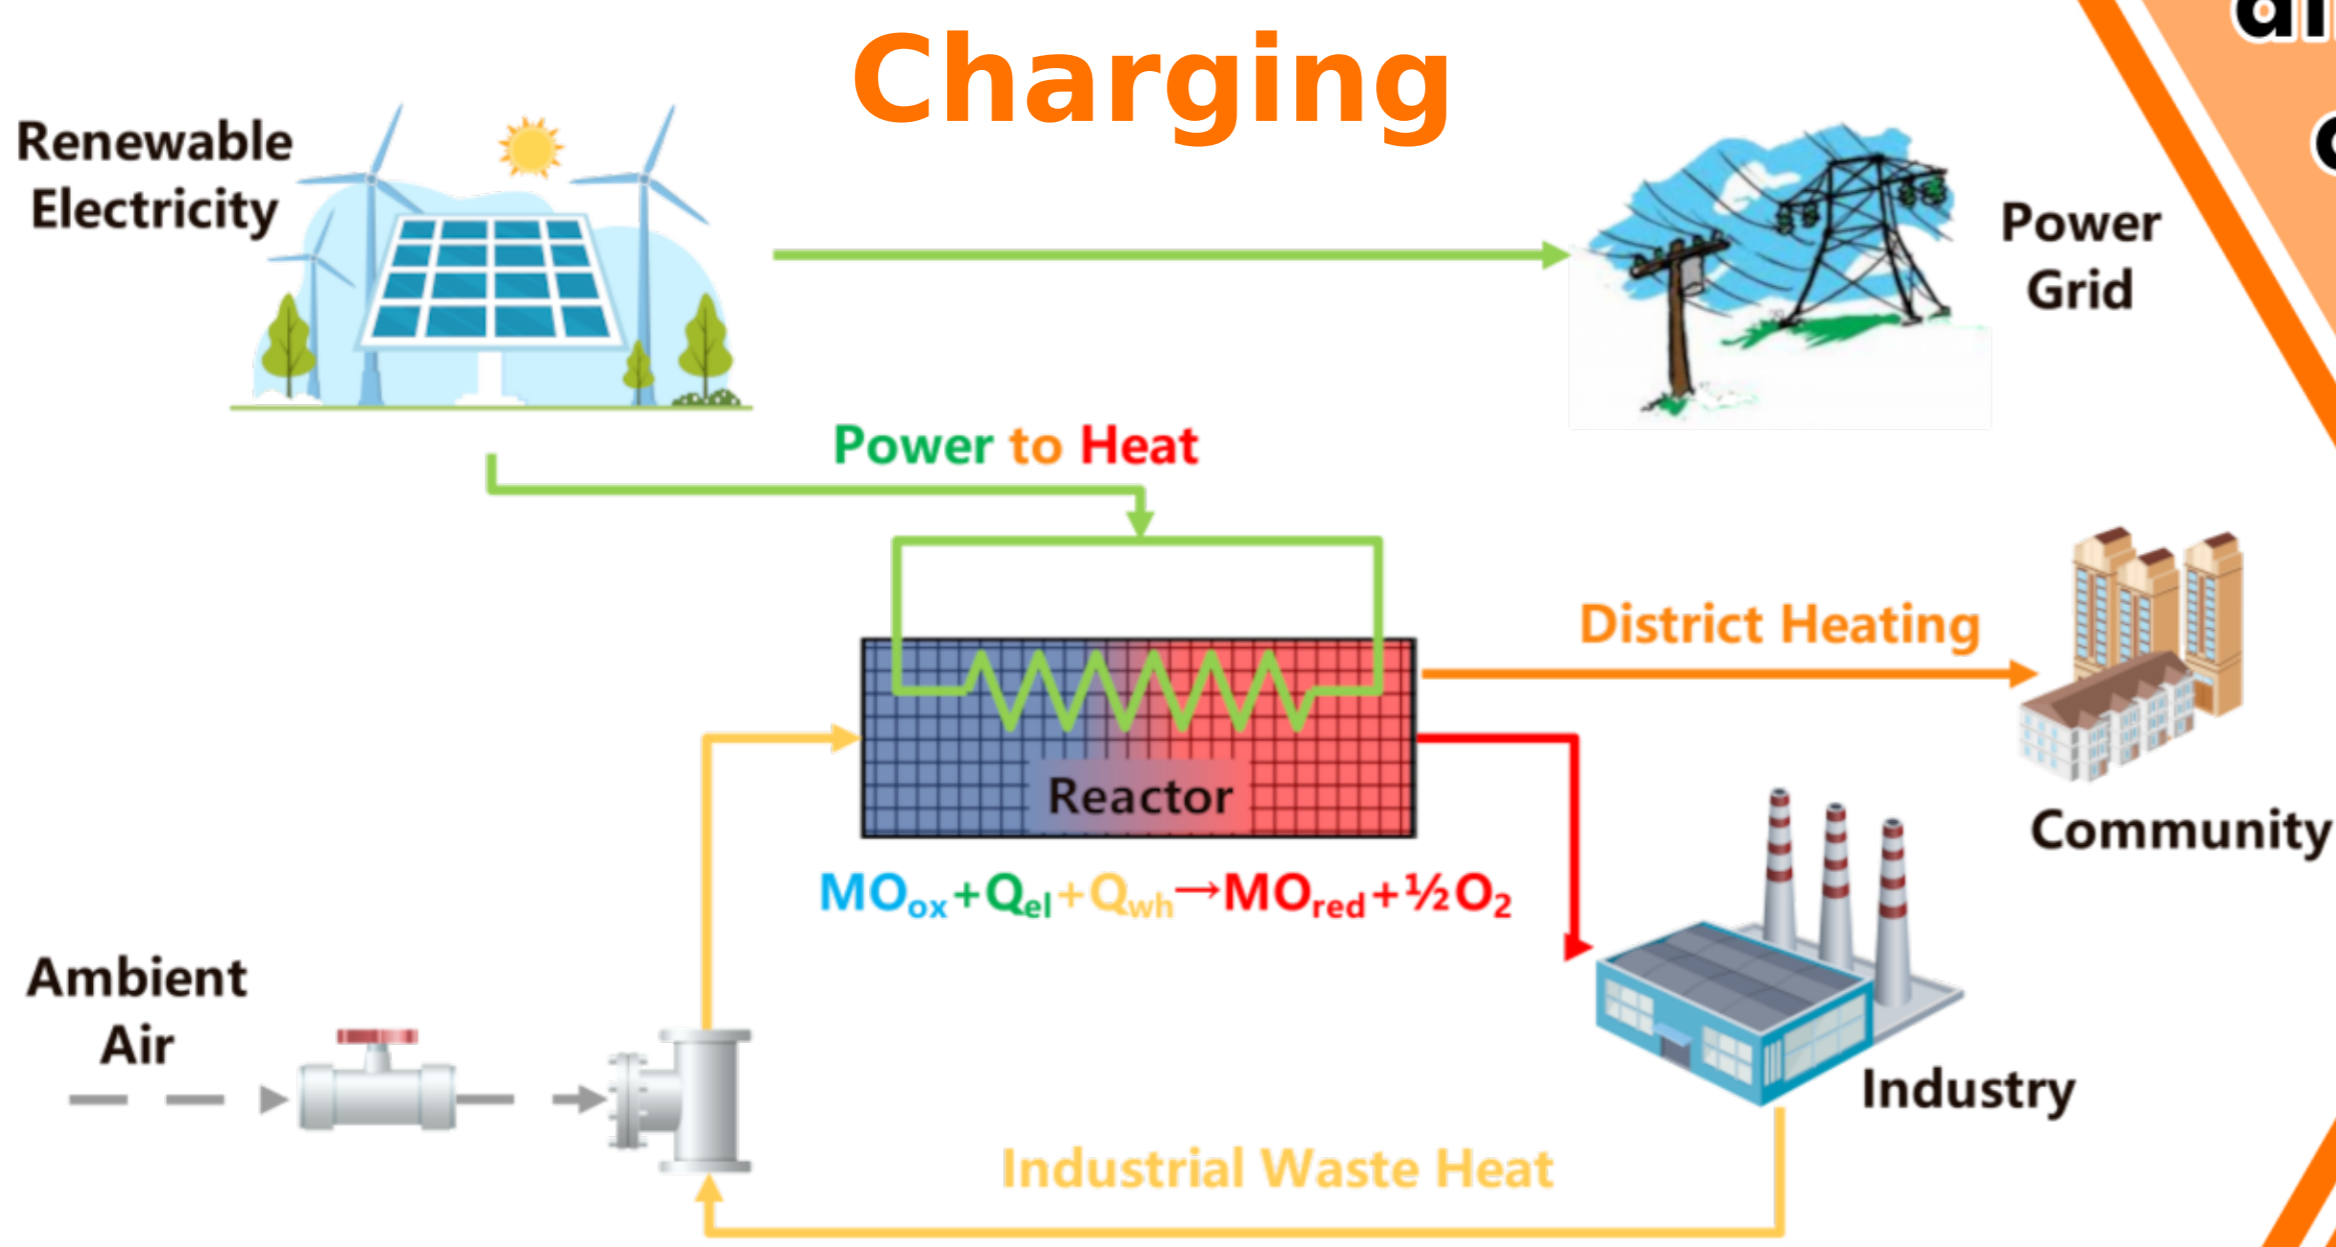 Charging
Renewable
Electricity
Power
Grid
Power to Heat
District Heating
Reactor
Community
MOox+Qel+Qwh→MOred+½O2
Ambient
Air
Industry
Industrial Waste Heat